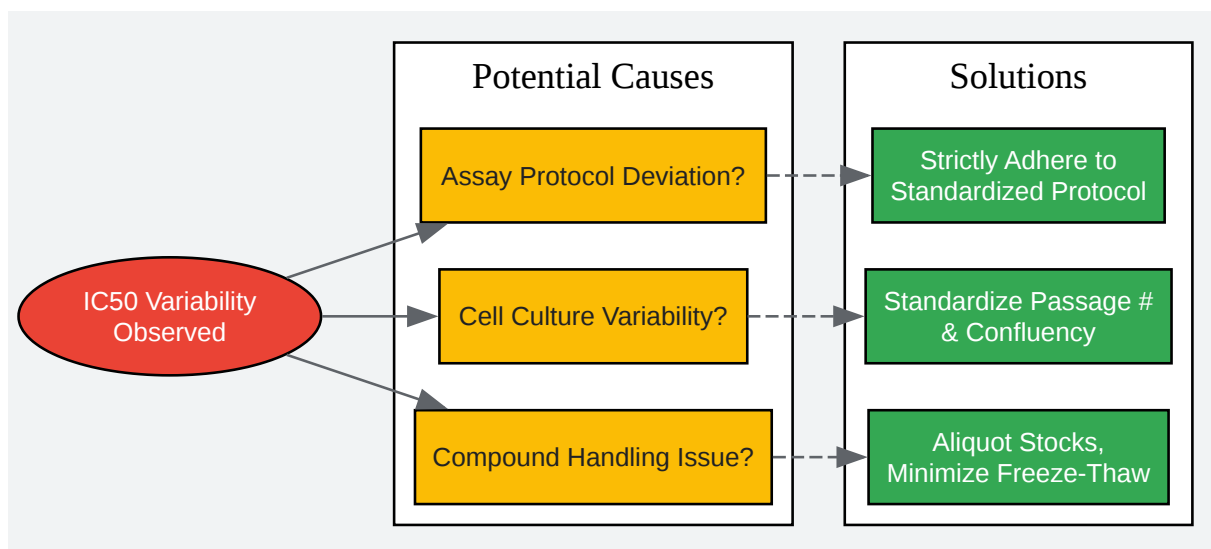 IC50 Variability
Observed
Potential Causes
Assay Protocol Deviation?
Cell Culture Variability?
Compound Handling Issue?
Solutions
Strictly Adhere to
Standardized Protocol
Standardize Passage #
& Confluency
Aliquot Stocks,
Minimize Freeze-Thaw